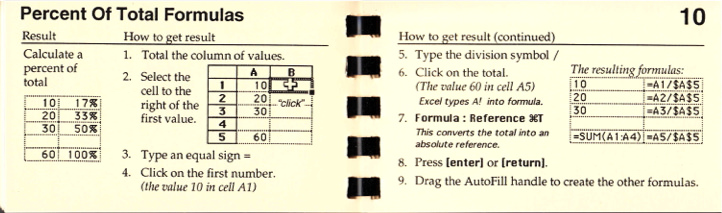 Percent Of Total Formulas
Result
How to get result
Calculate a
percent of
total
10 17%
20 33%
30 50%
60 100%
1. Total the column of values.
2. Select the
cell to the
right of the
first value.
A B
1 10
2 20
3 30
4
5 60
"click"
3. Type an equal sign =
4. Click on the first number.
(the value 10 in cell A1)
10
How to get result (continued)
5. Type the division symbol /
6. Click on the total.
(The value 60 in cell A5)
Excel types A! into formula.
7. Formula : Reference ⌘T
This converts the total into an
absolute reference.
8. Press [enter] or [return].
9. Drag the AutoFill handle to create the other formulas.
The resulting formulas:
10 =A1/$A$5
20 =A2/$A$5
30 =A3/$A$5
=SUM(A1:A4) =A5/$A$5